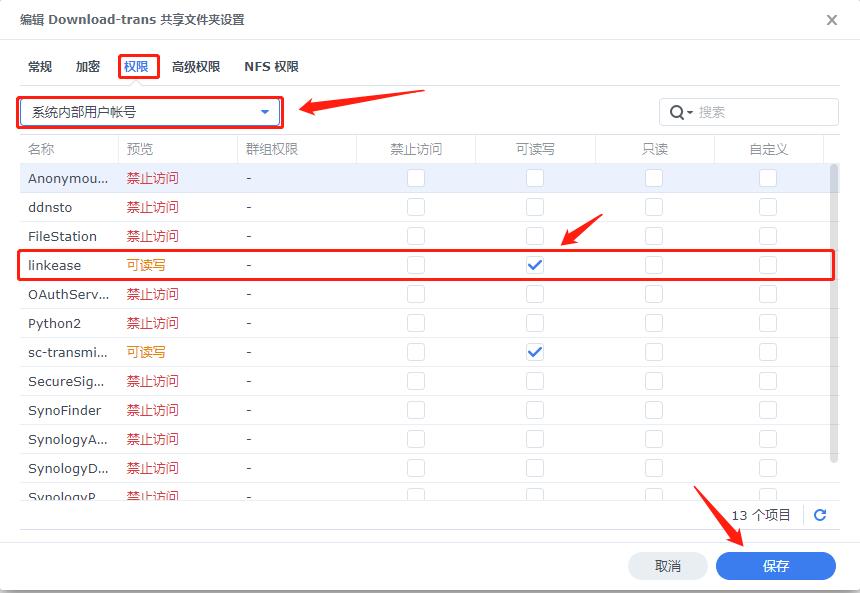 编辑 Download-trans 共享文件夹设置
常规 加密 权限 高级权限 NFS 权限
系统内部用户帐号 搜索
名称 预览 群组权限 禁止访问 可读写 只读 自定义
Anonymou... 禁止访问 -
ddnsto 禁止访问 -
FileStation 禁止访问 -
linkease 可读写 -
OAuthServ... 禁止访问 -
Python2 禁止访问 -
sc-transmi... 可读写 -
SecureSig... 禁止访问 -
SynoFinder 禁止访问 -
SynologyA... 禁止访问 -
SynologyD... 禁止访问 -
SynologyP... 禁止访问 -
13 个项目
取消 保存